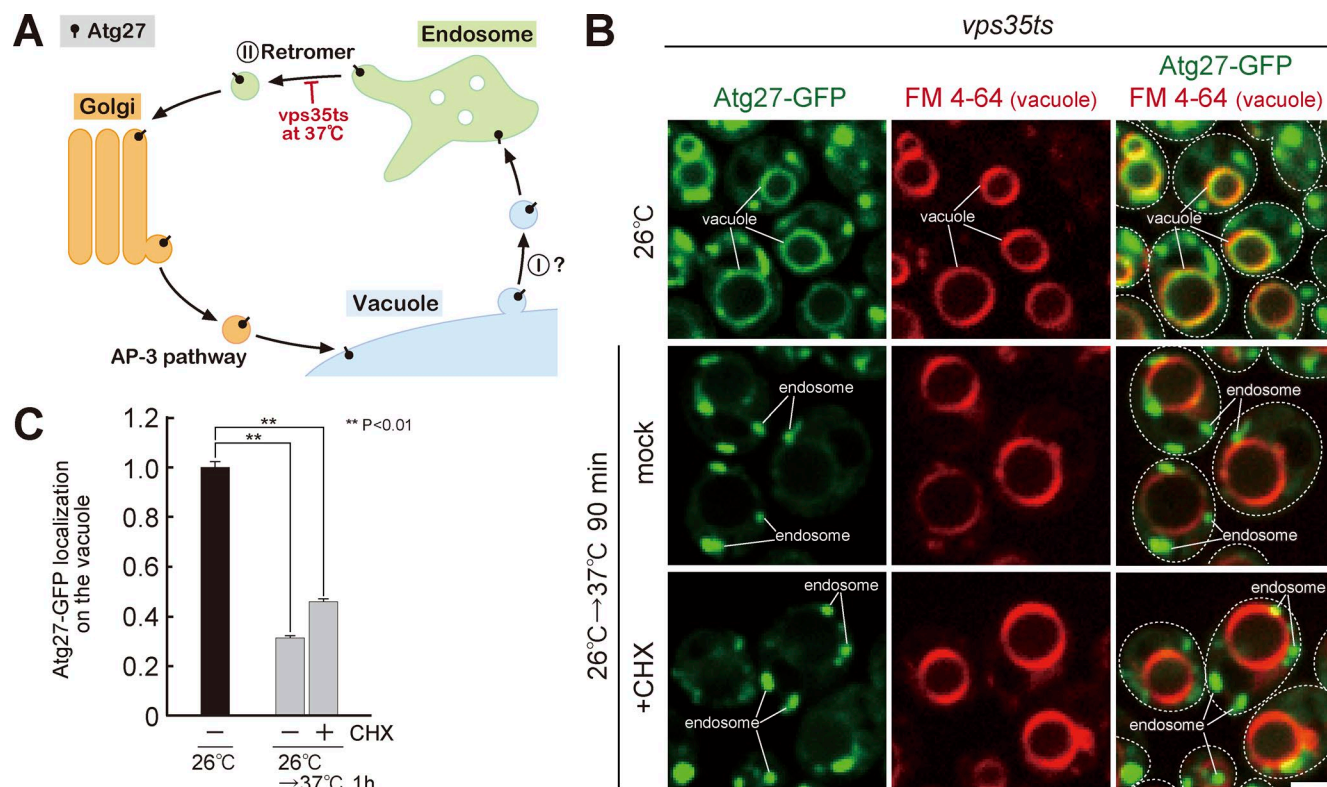 A
Atg27
Endosome
Ⅱ Retromer
vps35ts
at 37℃
Golgi
Ⅰ ?
Vacuole
AP-3 pathway
B
vps35ts
Atg27-GFP
FM 4-64 (vacuole)
Atg27-GFP
FM 4-64 (vacuole)
26℃
vacuole
vacuole
vacuole
26℃→37℃ 90 min
mock
endosome
endosome
endosome
endosome
+CHX
endosome
endosome
endosome
endosome
C
Atg27-GFP localization
on the vacuole
1.2
1.0
0.8
0.6
0.4
0.2
0
**
**
** P<0.01
− − + CHX
26℃ 26℃
→37℃ 1h